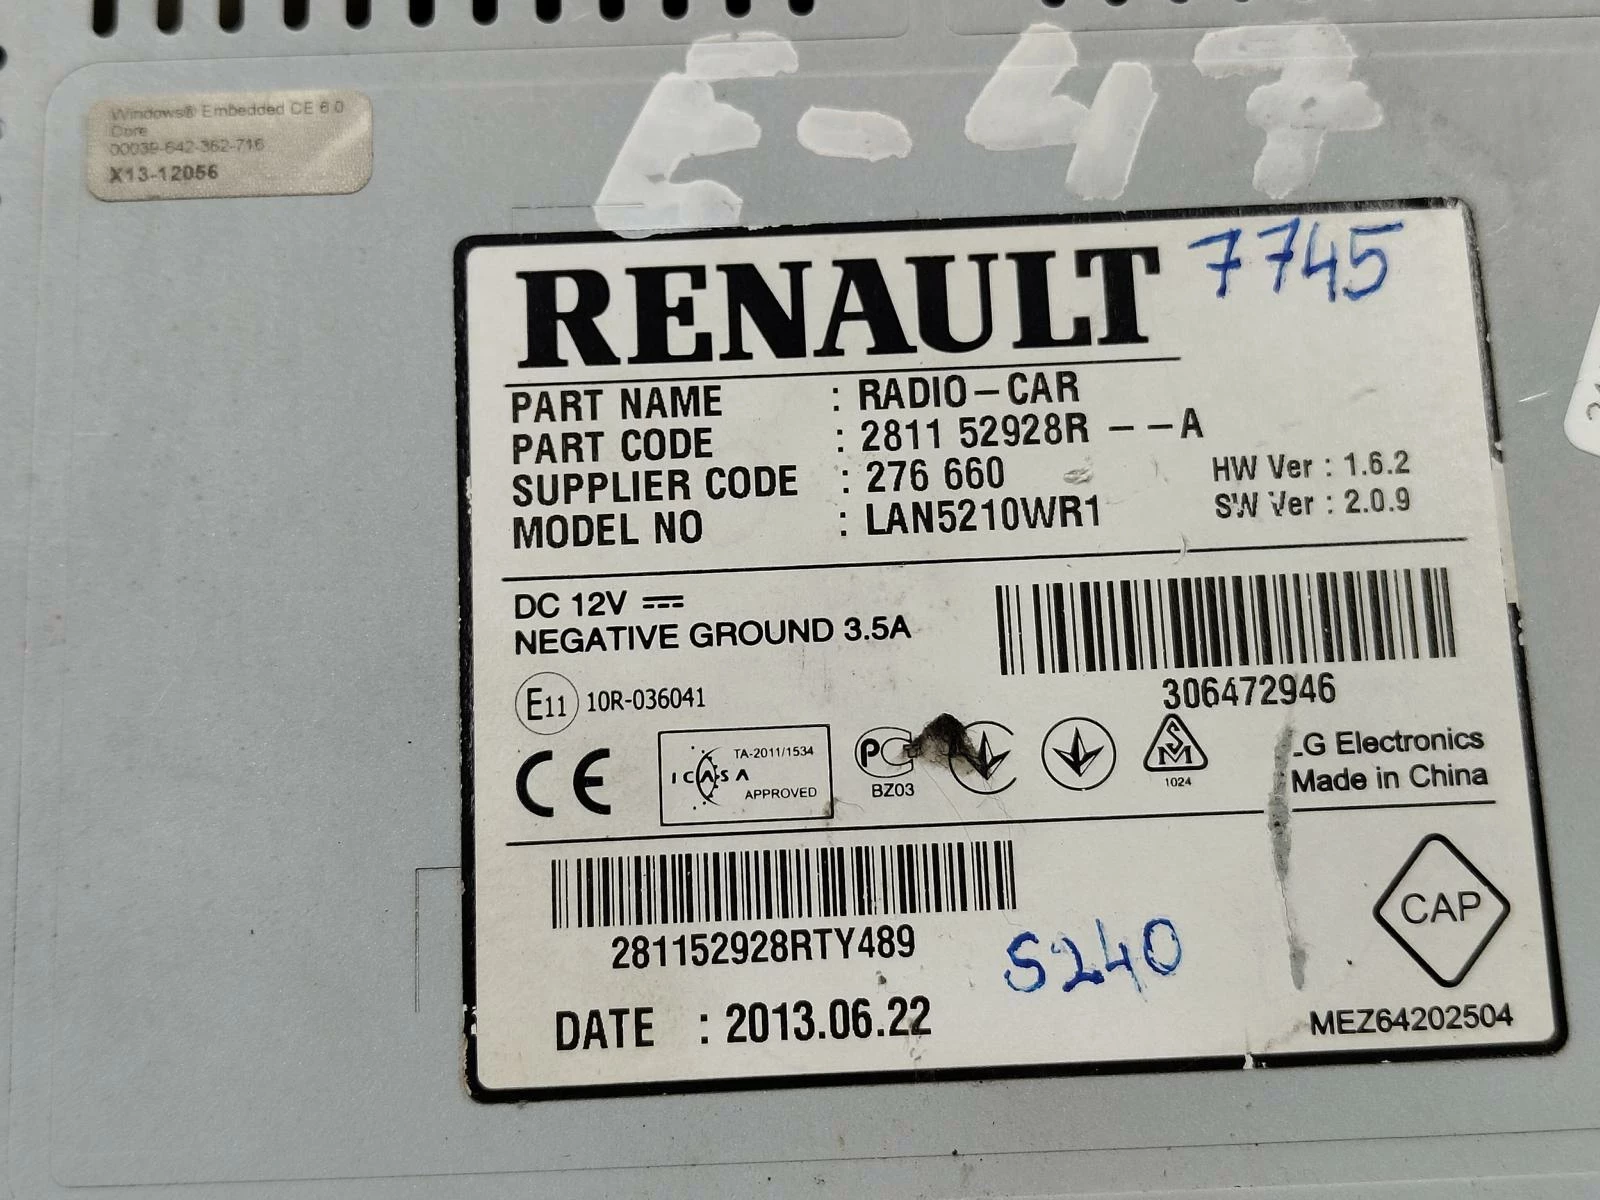 E-47
Windows® Embedded CE 6.0
Core
00039-642-362-716
X13-12056
RENAULT 7745
PART NAME : RADIO-CAR
PART CODE : 2811 52928R --A
SUPPLIER CODE : 276 660
HW Ver : 1.6.2
MODEL NO : LAN5210WR1
SW Ver : 2.0.9
DC 12V
NEGATIVE GROUND 3.5A
306472946
E11 10R-036041
CE
TA-2011/1534
ICASA
APPROVED
PC
BZ03
SM
1024
LG Electronics
Made in China
281152928RTY489
S240
CAP
DATE : 2013.06.22
MEZ64202504